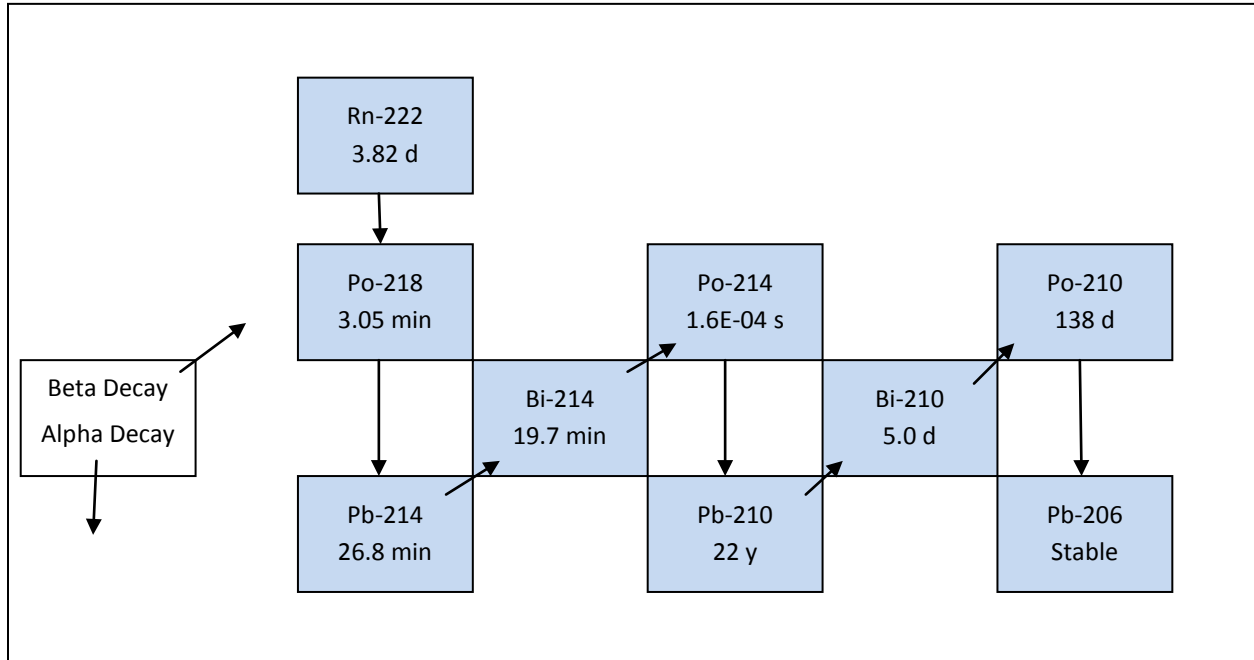 Rn-222
3.82 d
Po-218
3.05 min
Po-214
1.6E-04 s
Po-210
138 d
Beta Decay
Alpha Decay
Bi-214
19.7 min
Bi-210
5.0 d
Pb-214
26.8 min
Pb-210
22 y
Pb-206
Stable